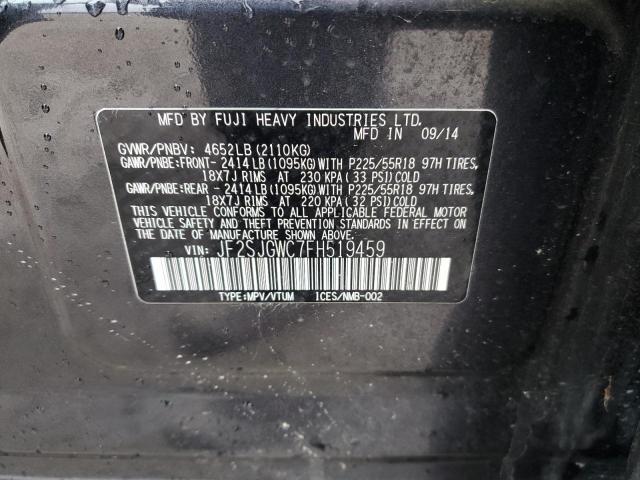 MFD BY FUJI HEAVY INDUSTRIES LTD.
MFD IN 09/14
GVWR/PNBV: 4652LB(2110KG)
GAWR/PNBE:FRONT- 2414LB(1095KG)WITH P225/55R18 97H TIRES,
18X7J RIMS AT 230 KPA (33 PSI)COLD
GAWR/PNBE:REAR - 2414LB(1095KG)WITH P225/55R18 97H TIRES,
18X7J RIMS AT 220 KPA (32 PSI)COLD
THIS VEHICLE CONFORMS TO ALL APPLICABLE FEDERAL MOTOR
VEHICLE SAFETY AND THEFT PREVENTION STANDARDS IN EFFECT
ON THE DATE OF MANUFACTURE SHOWN ABOVE.
VIN: JF2SJGWC7FH519459
TYPE:MPV/VTUM ICES/NMB-002